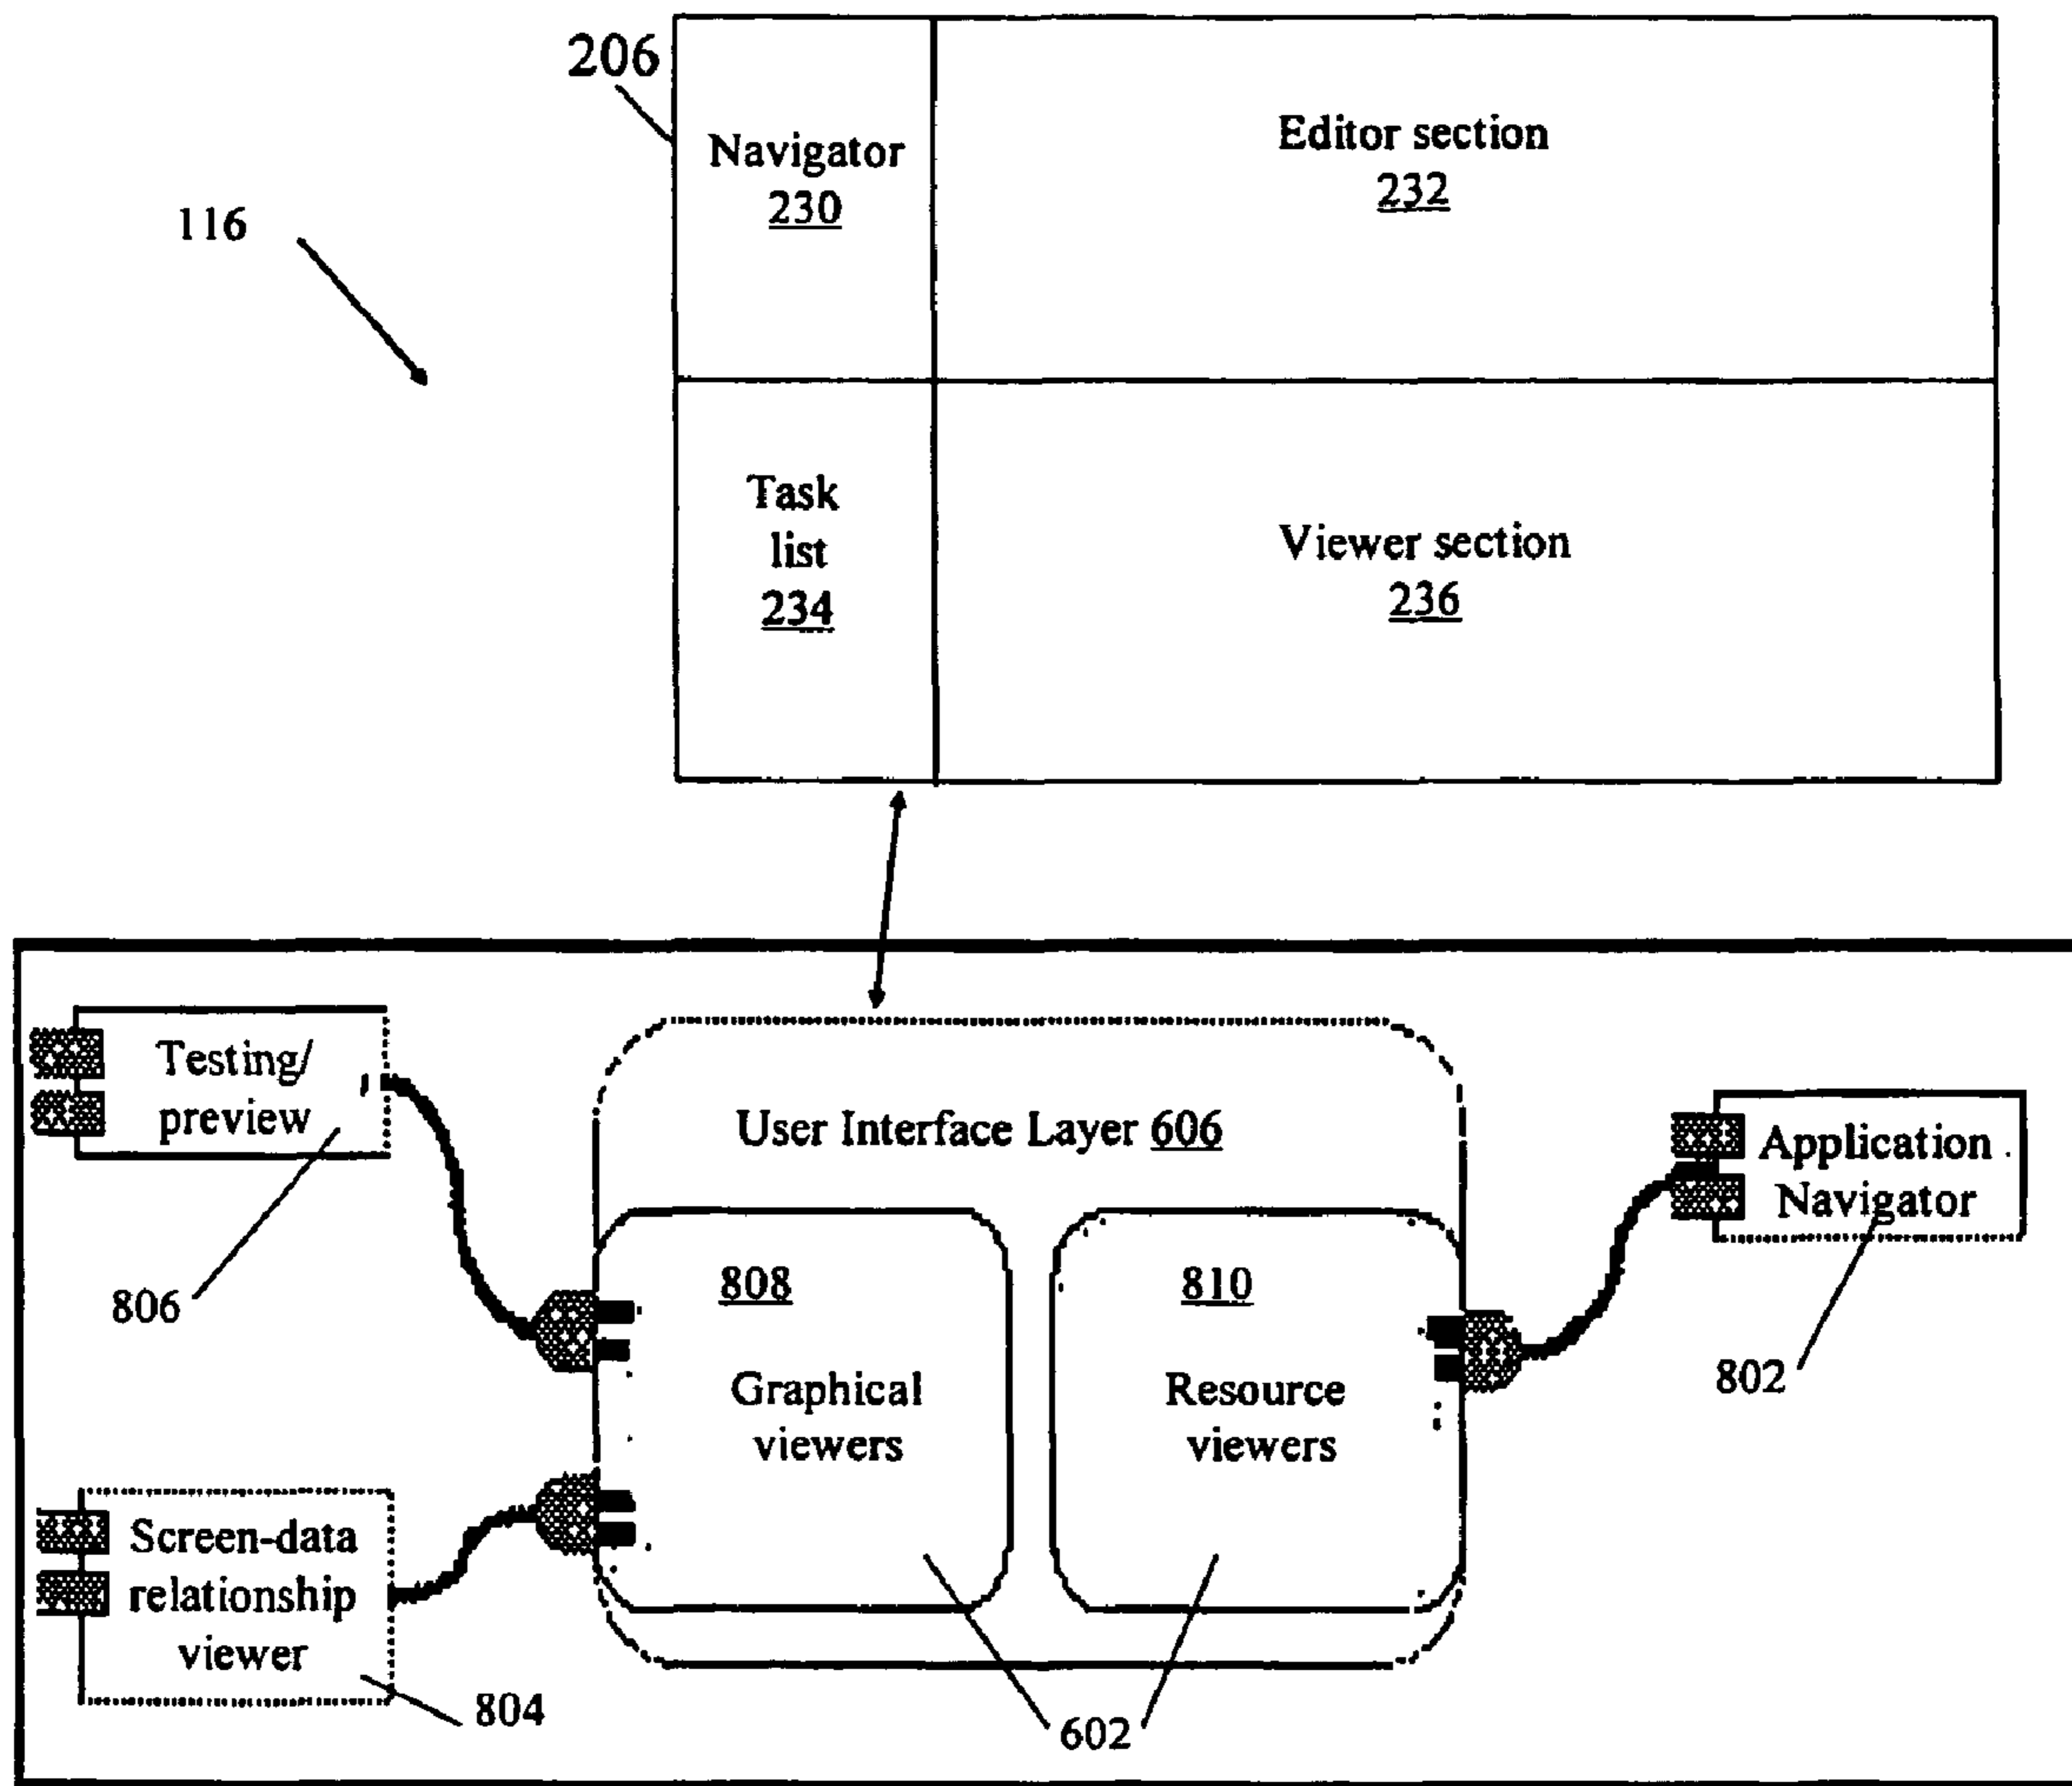 206
Navigator
230
Editor section
232
116
Task
list
234
Viewer section
236
Testing/
preview
User Interface Layer 606
Application
Navigator
806
808
810
802
Graphical
viewers
Resource
viewers
Screen-data
relationship
viewer
804
602